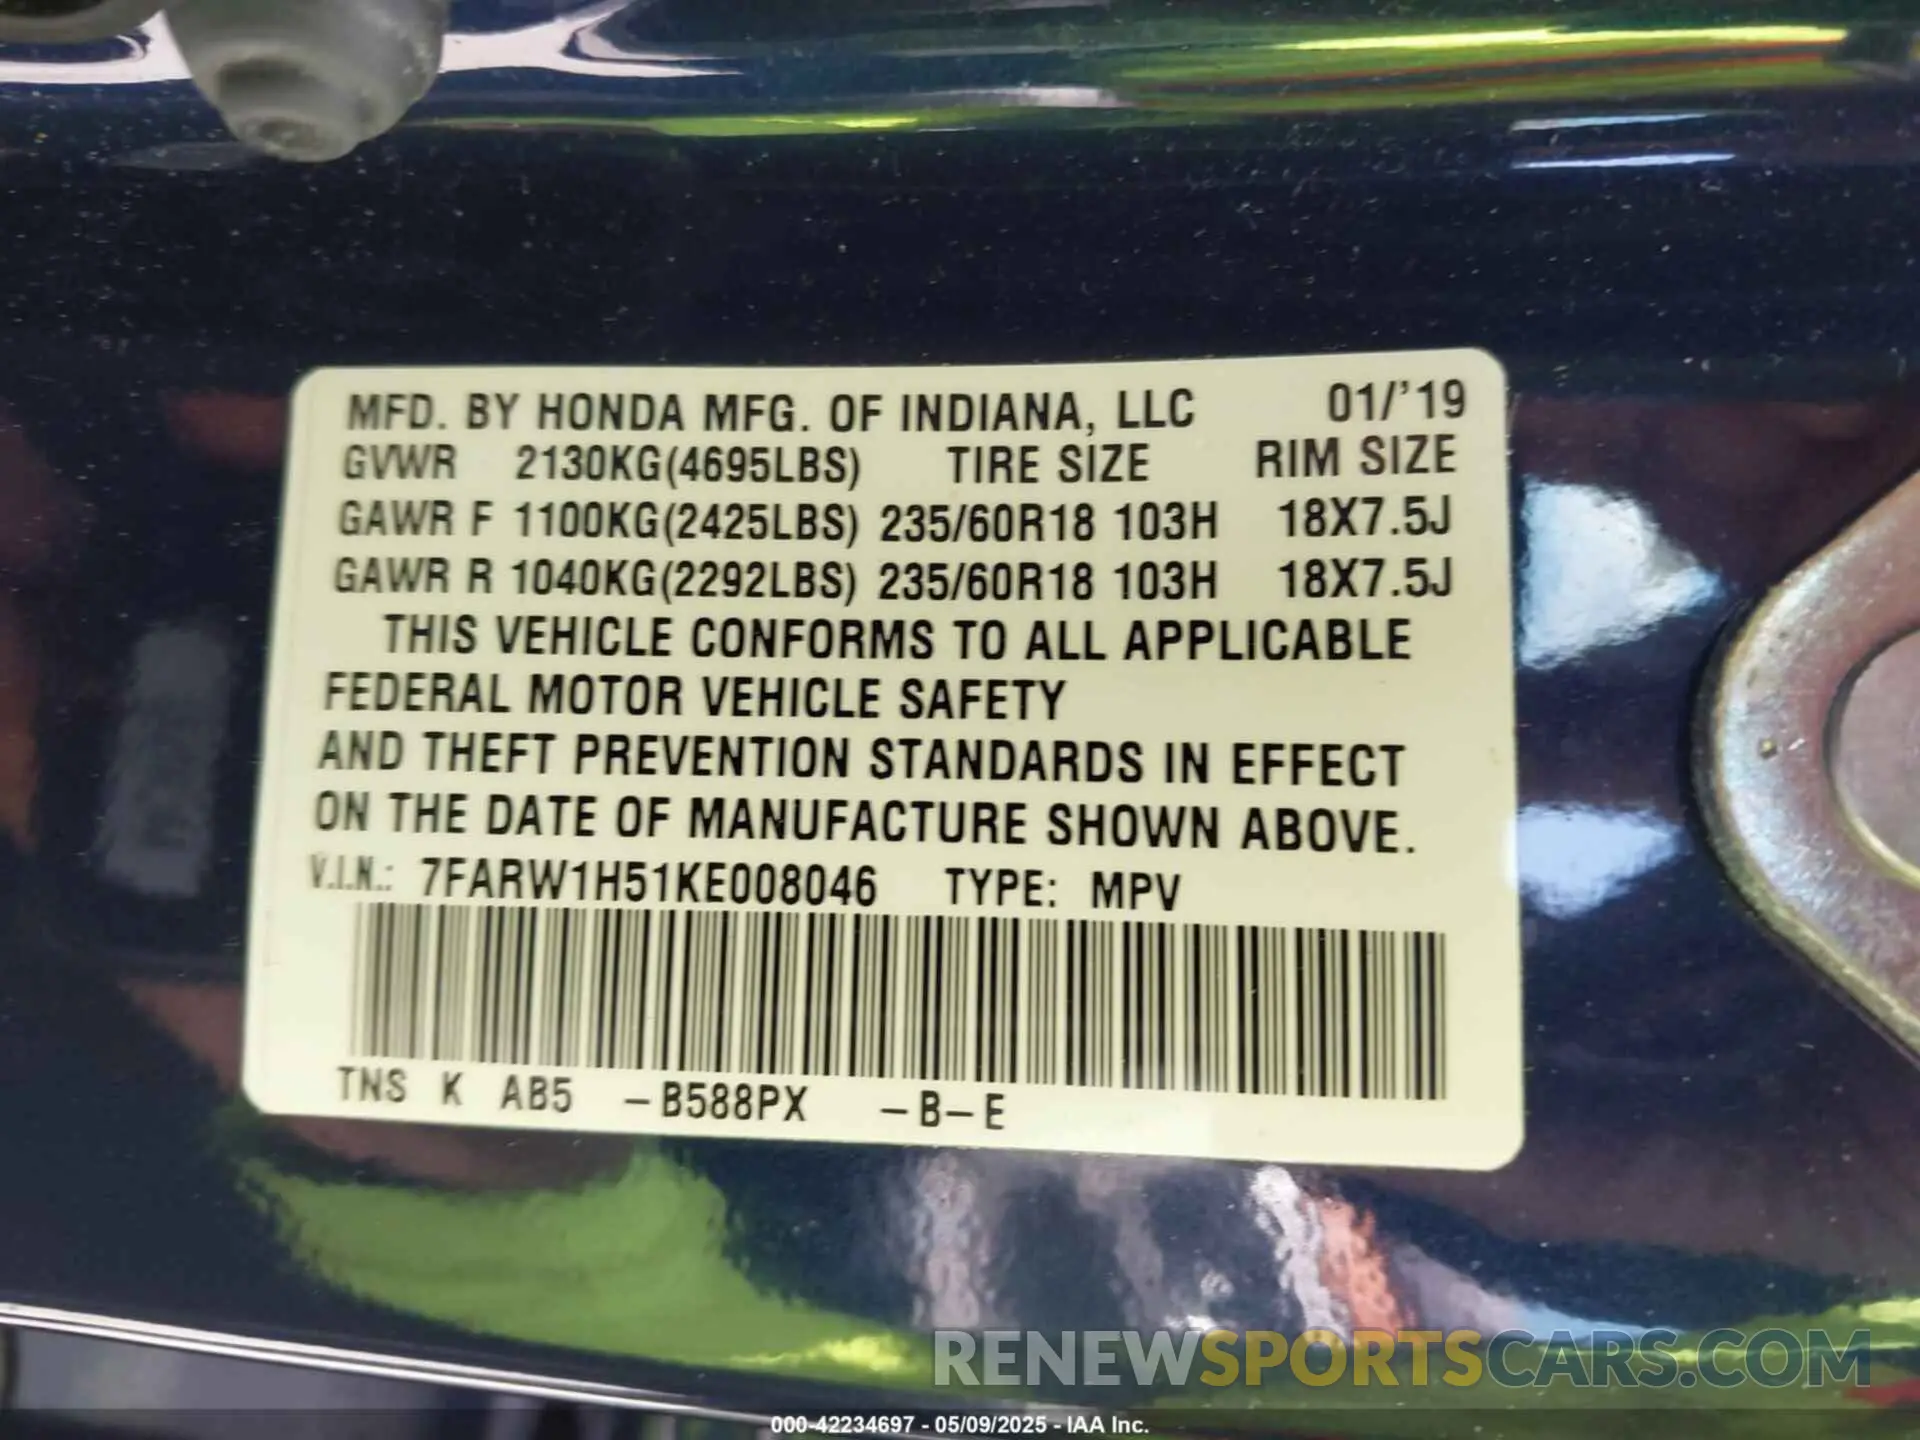 MFD. BY HONDA MFG. OF INDIANA, LLC 01/'19
GVWR 2130KG(4695LBS) TIRE SIZE RIM SIZE
GAWR F 1100KG(2425LBS) 235/60R18 103H 18X7.5J
GAWR R 1040KG(2292LBS) 235/60R18 103H 18X7.5J
THIS VEHICLE CONFORMS TO ALL APPLICABLE
FEDERAL MOTOR VEHICLE SAFETY
AND THEFT PREVENTION STANDARDS IN EFFECT
ON THE DATE OF MANUFACTURE SHOWN ABOVE.
V.I.N.: 7FARW1H51KE008046 TYPE: MPV
TNS K AB5 -B588PX -B-E
RENEWSPORTSCARS.COM
000-42234697 - 05/09/2025 - IAA Inc.